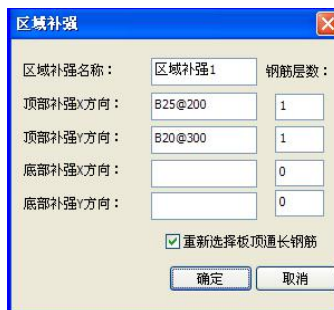 区域补强
区域补强名称： 区域补强1 钢筋层数：
顶部补强X方向： B25@200 1
顶部补强Y方向： B20@300 1
底部补强X方向： 0
底部补强Y方向： 0
重新选择板顶通长钢筋
确定 取消